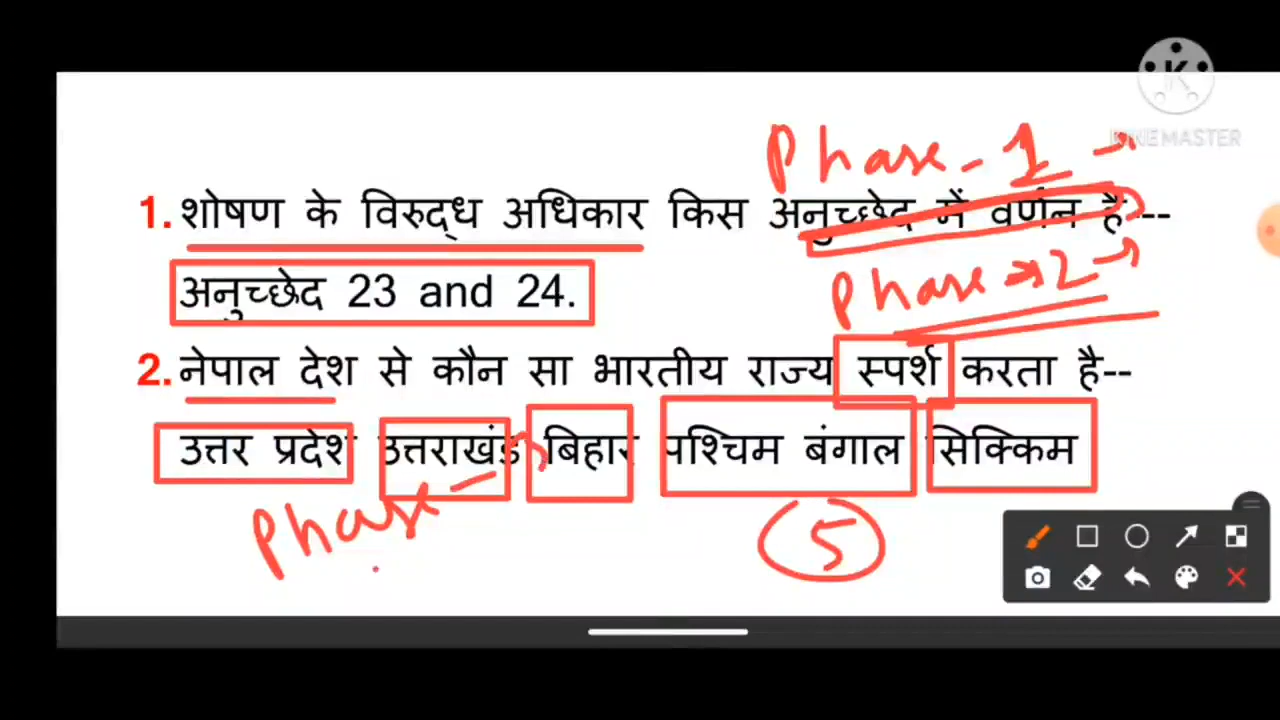 KINEMASTER
Phase - 1 →
1. शोषण के विरुद्ध अधिकार किस अनुच्छेद में वर्णन है--
अनुच्छेद 23 and 24.
Phase → 2 →
2. नेपाल देश से कौन सा भारतीय राज्य स्पर्श करता है--
उत्तर प्रदेश उत्तराखंड बिहार पश्चिम बंगाल सिक्किम
Phase -
5